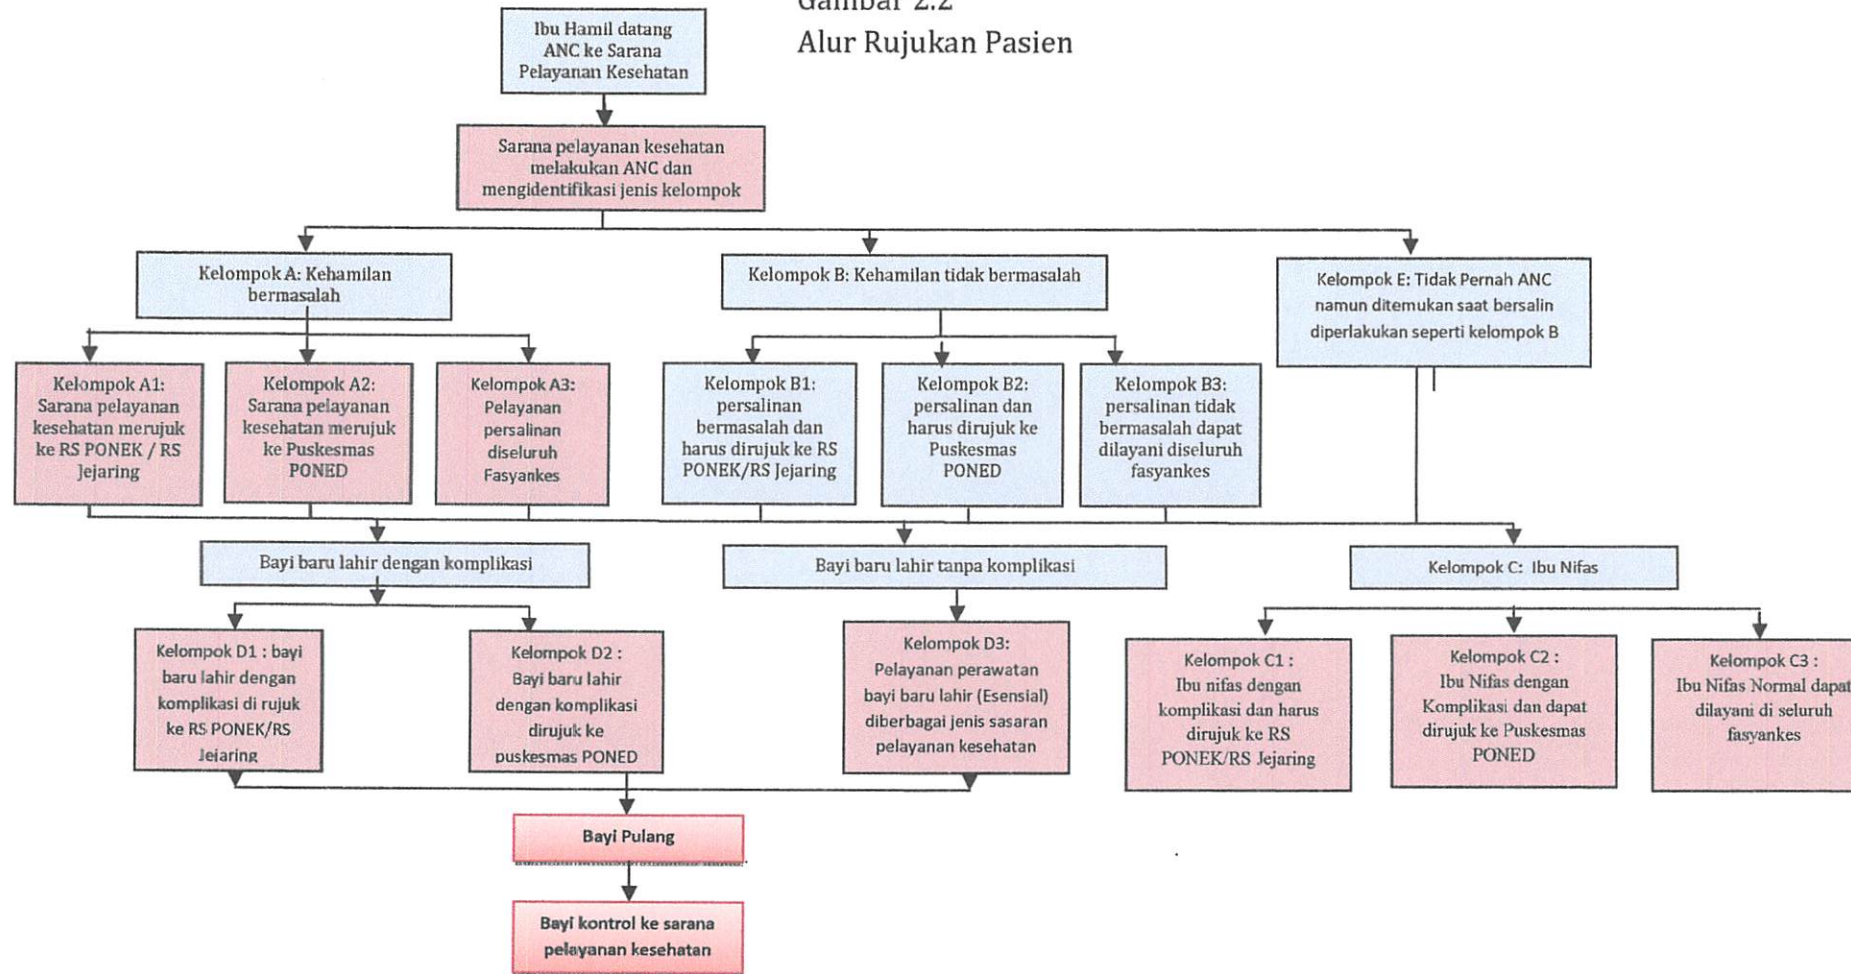 Gambar 2.2
Alur Rujukan Pasien
Ibu Hamil datang
ANC ke Sarana
Pelayanan Kesehatan
Sarana pelayanan kesehatan
melakukan ANC dan
mengidentifikasi jenis kelompok
Kelompok A: Kehamilan
bermasalah
Kelompok B: Kehamilan tidak bermasalah
Kelompok E: Tidak Pernah ANC
namun ditemukan saat bersalin
diperlakukan seperti kelompok B
Kelompok A1:
Sarana pelayanan
kesehatan merujuk
ke RS PONEK / RS
Jejaring
Kelompok A2:
Sarana pelayanan
kesehatan merujuk
ke Puskesmas
PONED
Kelompok A3:
Pelayanan
persalinan
diseluruh
Fasyankes
Kelompok B1:
persalinan
bermasalah dan
harus dirujuk ke RS
PONEK/RS Jejaring
Kelompok B2:
persalinan dan
harus dirujuk ke
Puskesmas
PONED
Kelompok B3:
persalinan tidak
bermasalah dapat
dilayani diseluruh
fasyankes
Bayi baru lahir dengan komplikasi
Bayi baru lahir tanpa komplikasi
Kelompok C: Ibu Nifas
Kelompok D1 : bayi
baru lahir dengan
komplikasi di rujuk
ke RS PONEK/RS
Jejaring
Kelompok D2 :
Bayi baru lahir
dengan komplikasi
dirujuk ke
puskesmas PONED
Kelompok D3:
Pelayanan perawatan
bayi baru lahir (Esensial)
diberbagai jenis sasaran
pelayanan kesehatan
Kelompok C1 :
Ibu nifas dengan
komplikasi dan harus
dirujuk ke RS
PONEK/RS Jejaring
Kelompok C2 :
Ibu Nifas dengan
Komplikasi dan dapat
dirujuk ke Puskesmas
PONED
Kelompok C3 :
Ibu Nifas Normal dapat
dilayani di seluruh
fasyankes
Bayi Pulang
Bayi kontrol ke sarana
pelayanan kesehatan